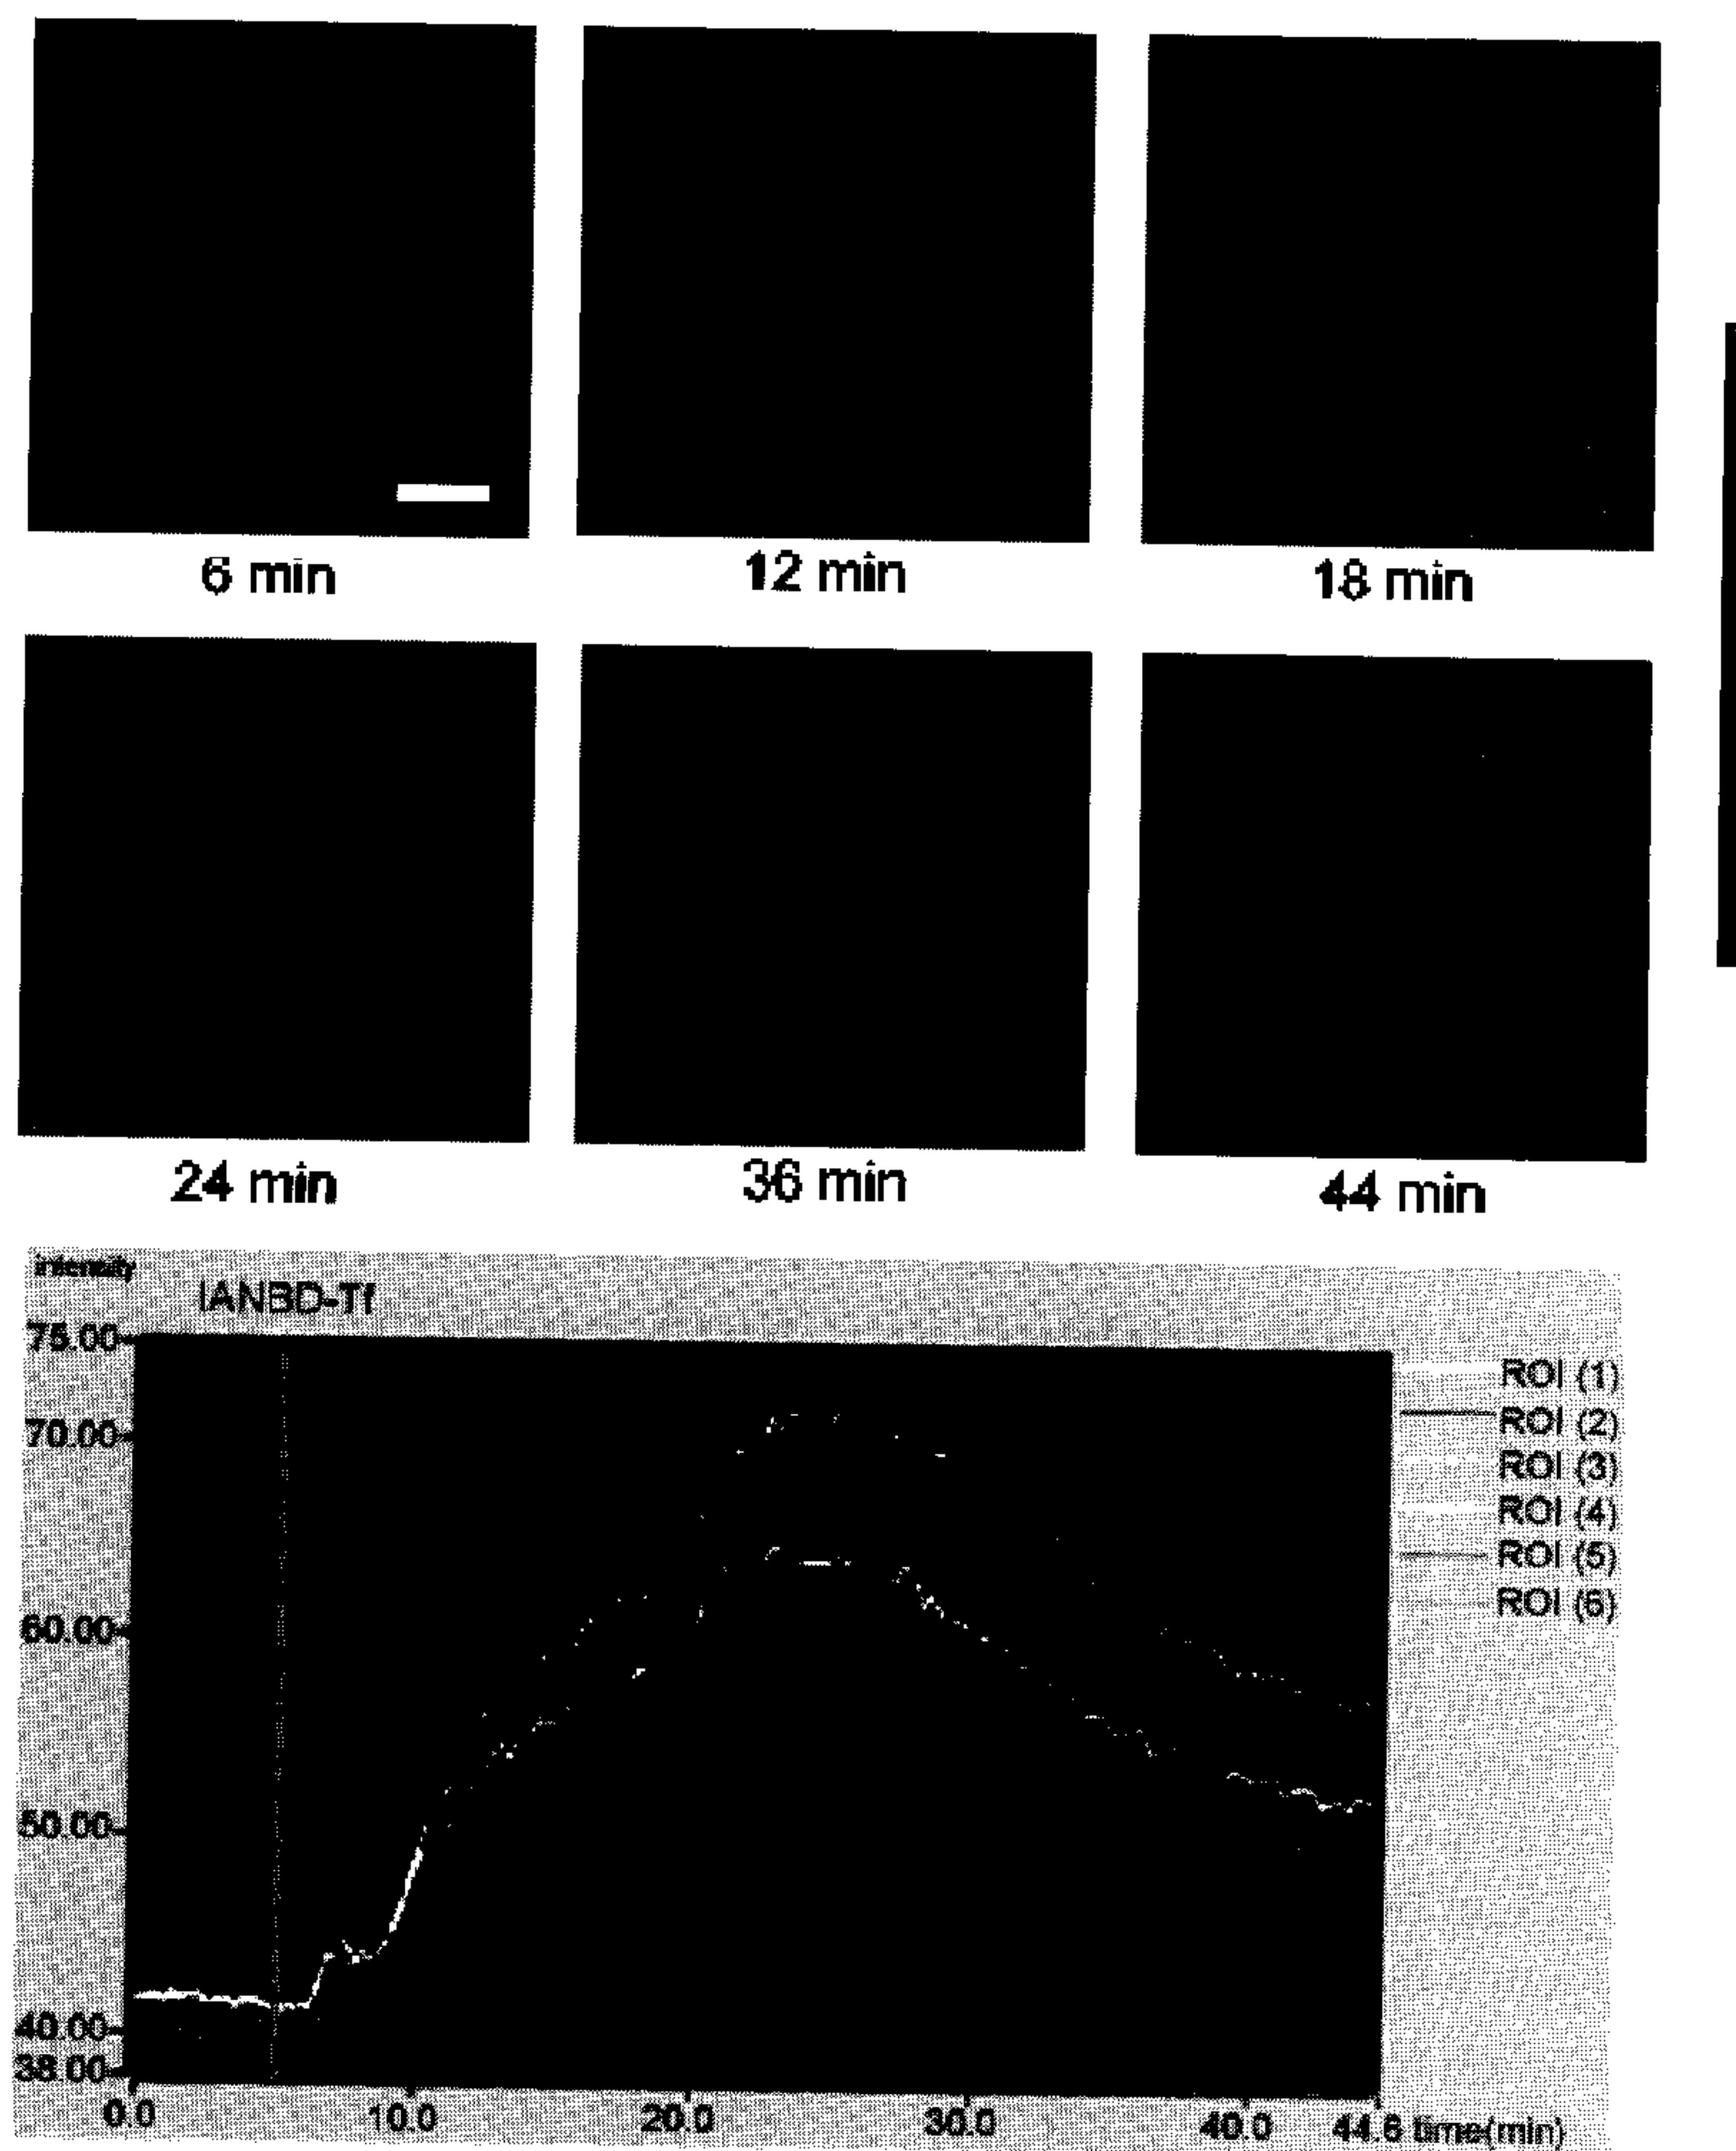 6 min
12 min
18 min
24 min
36 min
44 min
intensity
IANBD-Tf
75.00
70.00
60.00
50.00
40.00
38.00
0.0
10.0
20.0
30.0
40.0
44.6 time(min)
ROI (1)
ROI (2)
ROI (3)
ROI (4)
ROI (5)
ROI (6)